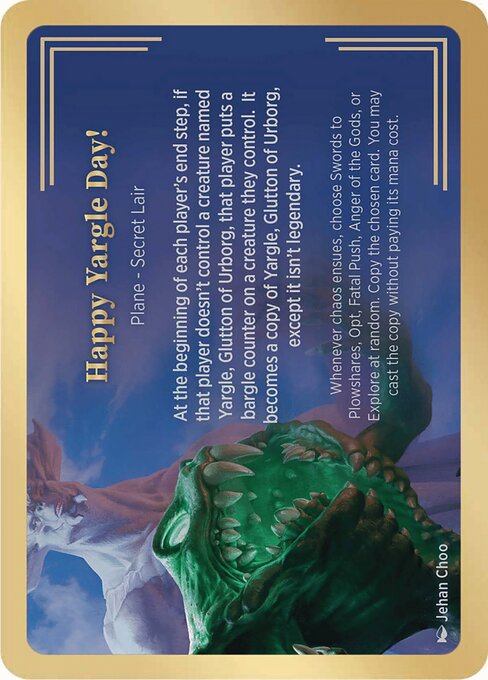 Happy Yargle Day!
Plane - Secret Lair
At the beginning of each player's end step, if
that player doesn't control a creature named
Yargle, Glutton of Urborg, that player puts a
bargle counter on a creature they control. It
becomes a copy of Yargle, Glutton of Urborg,
except it isn't legendary.
Whenever chaos ensues, choose Swords to
Plowshares, Opt, Fatal Push, Anger of the Gods, or
Explore at random. Copy the chosen card. You may
cast the copy without paying its mana cost.
Jehan Choo